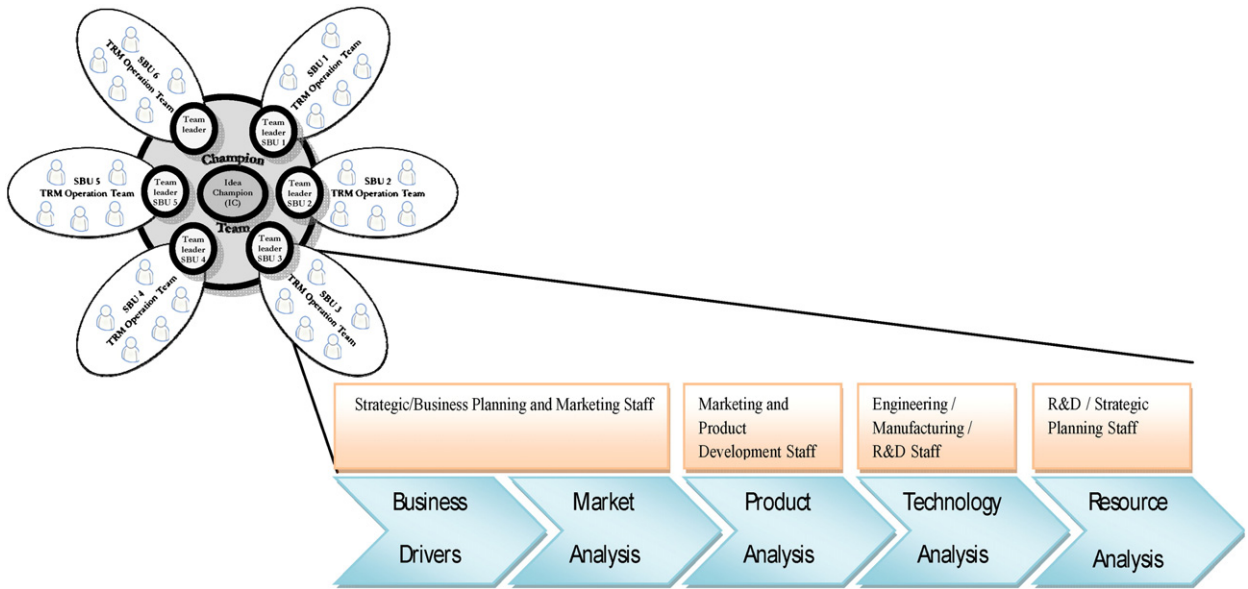 SBU 6
TRM Operation Team
SBU 1
TRM Operation Team
Team
leader
Team
leader
SBU 1
Champion
SBU 5
TRM Operation Team
Team
leader
SBU 5
Idea
Champion
(IC)
Team
leader
SBU 2
SBU 2
TRM Operation Team
Team
Team
leader
SBU 4
Team
leader
SBU 3
SBU 4
TRM Operation Team
SBU 3
TRM Operation Team
Strategic/Business Planning and Marketing Staff
Marketing and
Product
Development Staff
Engineering /
Manufacturing /
R&D Staff
R&D / Strategic
Planning Staff
Business
Drivers
Market
Analysis
Product
Analysis
Technology
Analysis
Resource
Analysis